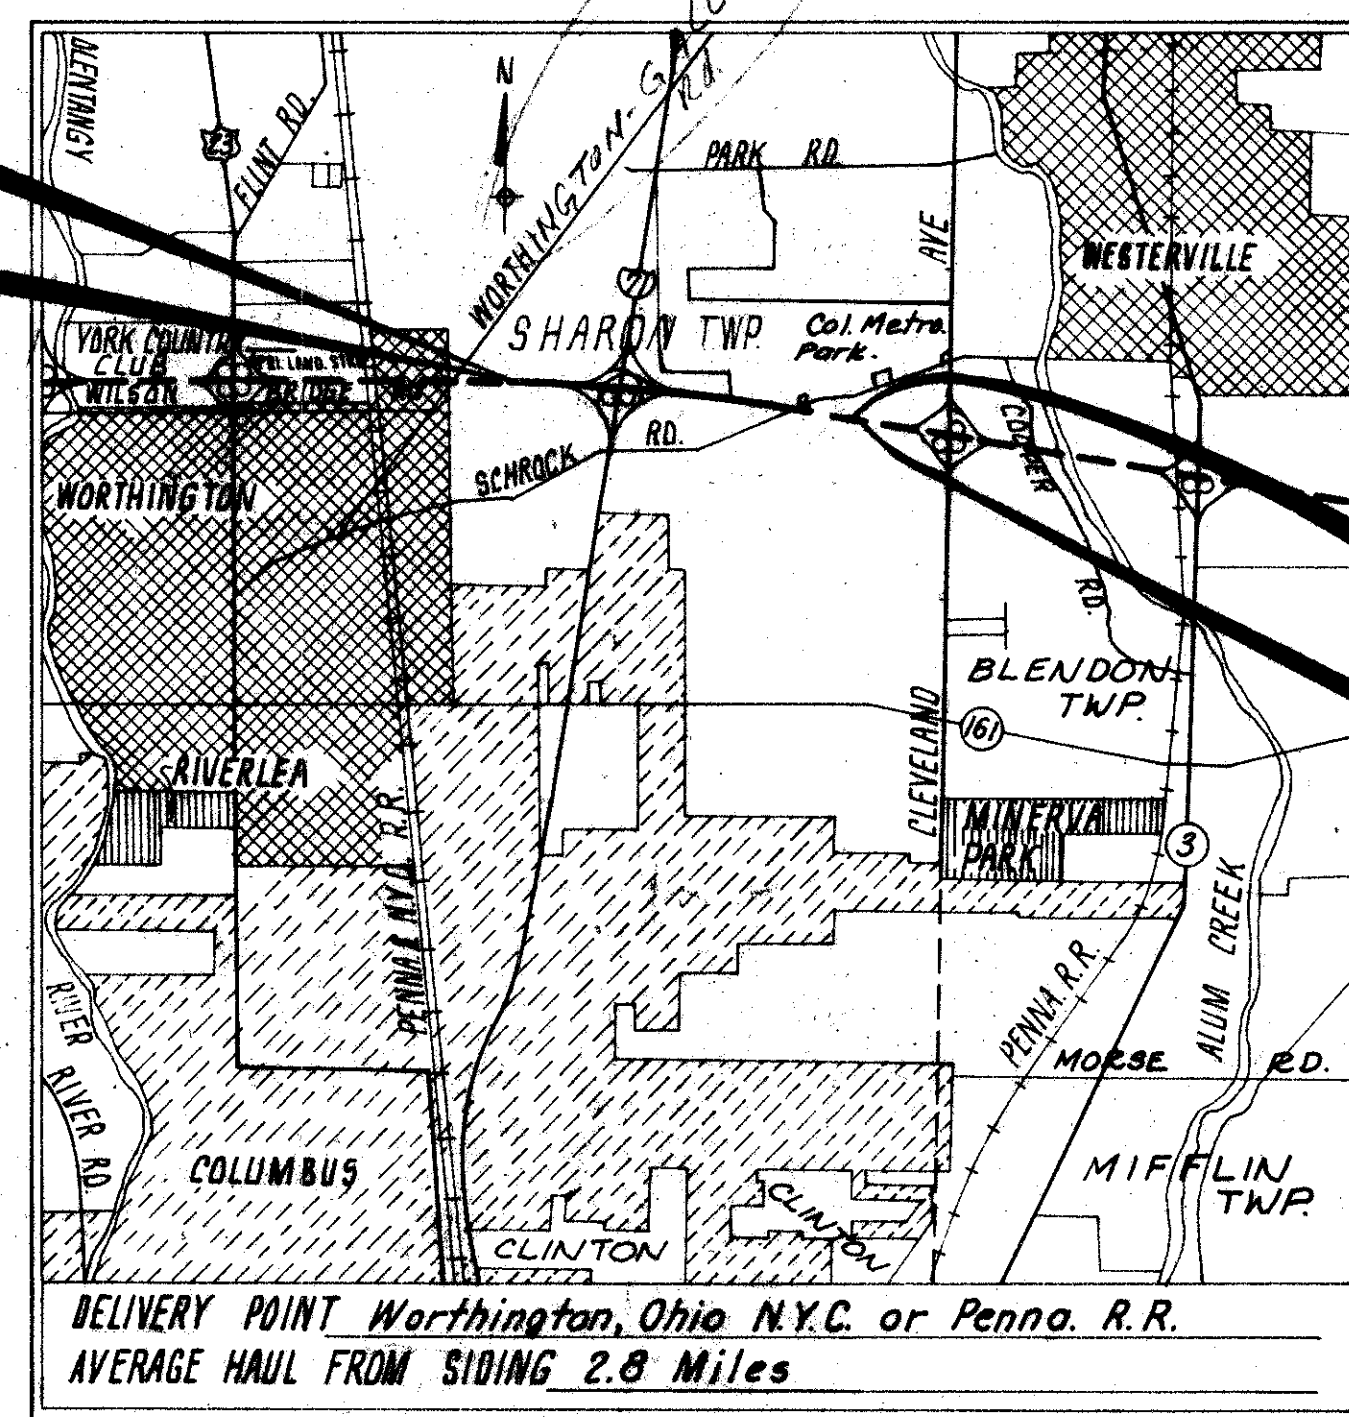 OLENTANGY
23
FLINT RD.
N
WORTHINGTON-
Rd.
PARK RD.
AVE
WESTERVILLE
71
SHARON TWP.
Col. Metro.
Park.
YORK COUNTRY
CLUB
WILSON
BRIDGE
COOPER
RD.
SCHROCK RD.
WORTHINGTON
BLENDON
TWP.
CLEVELAND
161
RIVERLEA
MINERVA
PARK
3
PENNA & N.Y.C. R.R.
ALUM CREEK
RIVER
RIVER RD.
PENNA. R.R.
MORSE RD.
COLUMBUS
MIFFLIN
TWP.
CLINTON
CLINTON
DELIVERY POINT Worthington, Ohio N.Y.C. or Penna. R.R.
AVERAGE HAUL FROM SIDING 2.8 Miles